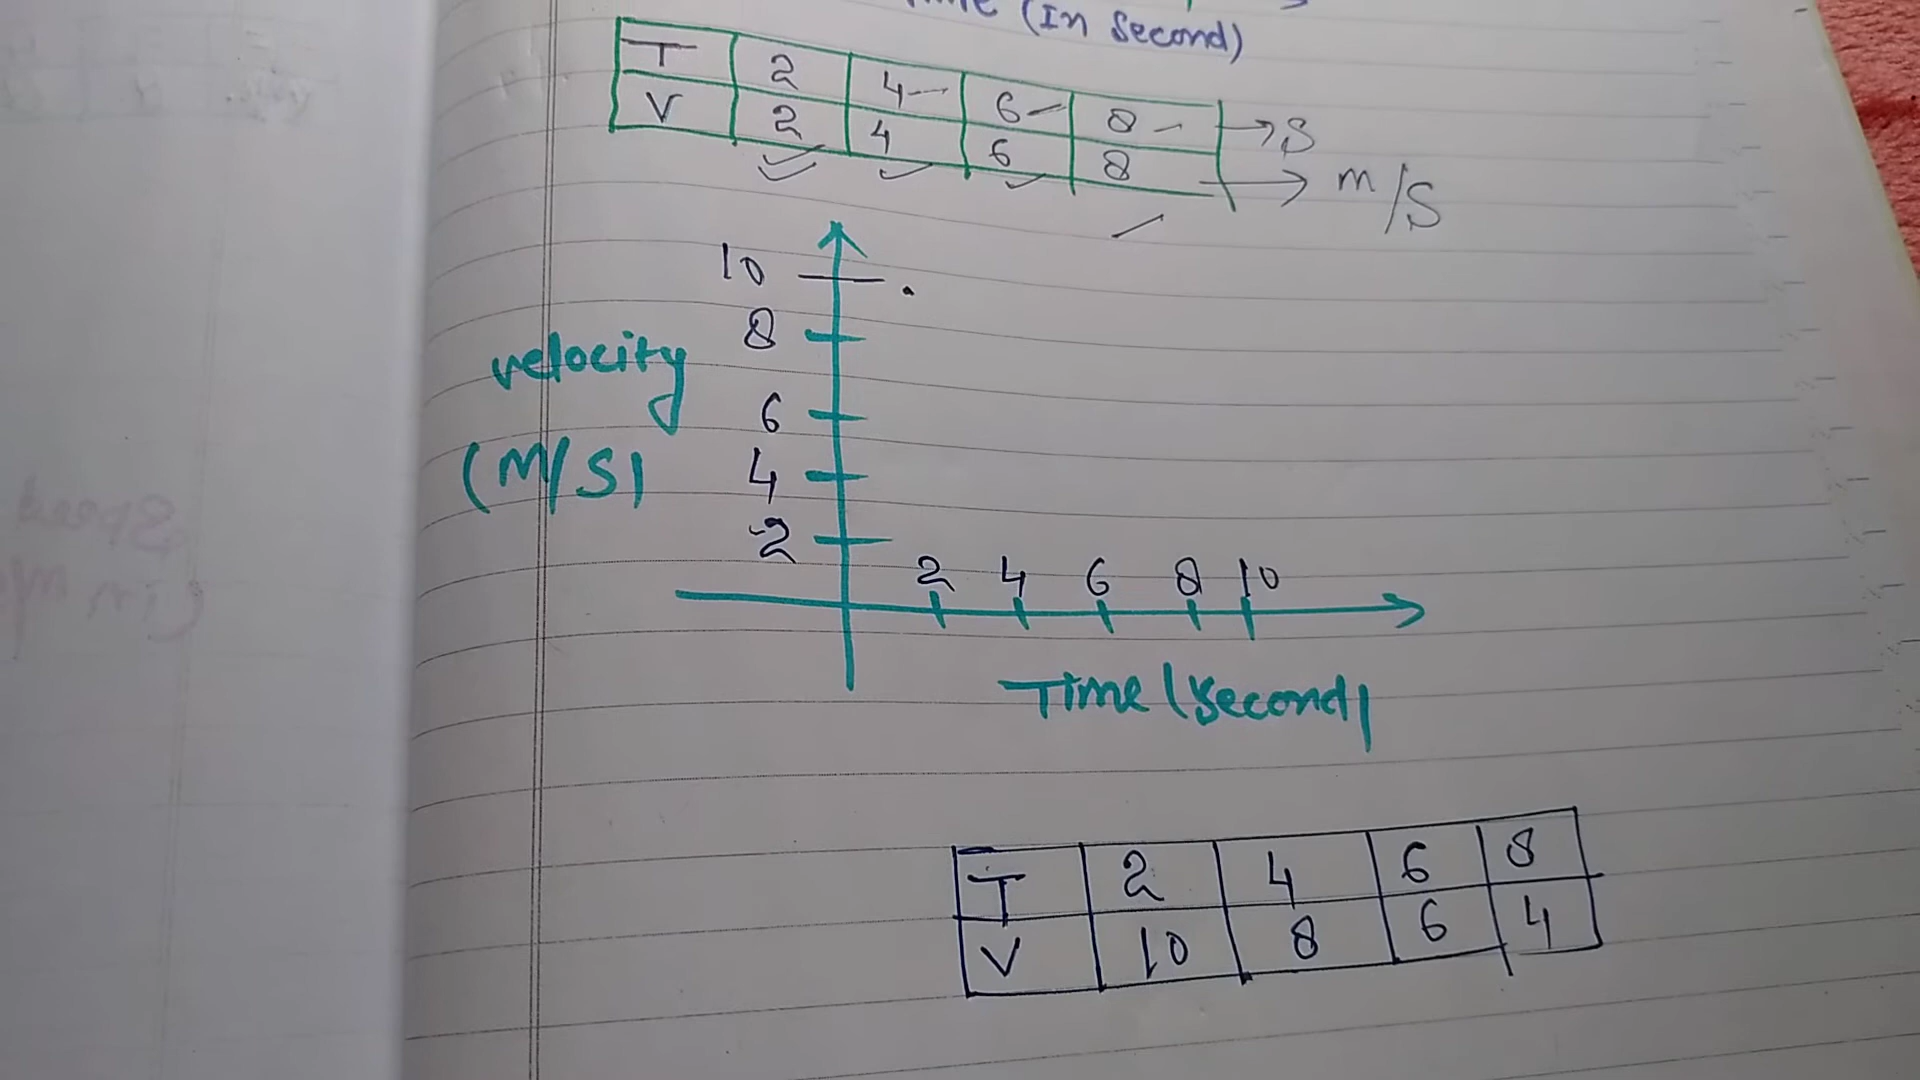 (In second)
T 2 4 6 8 → S
V 2 4 6 8 → m/S
10
8
velocity
6
(M/S)
4
2
2 4 6 8 10
Time (second)
T 2 4 6 8
V 10 8 6 4